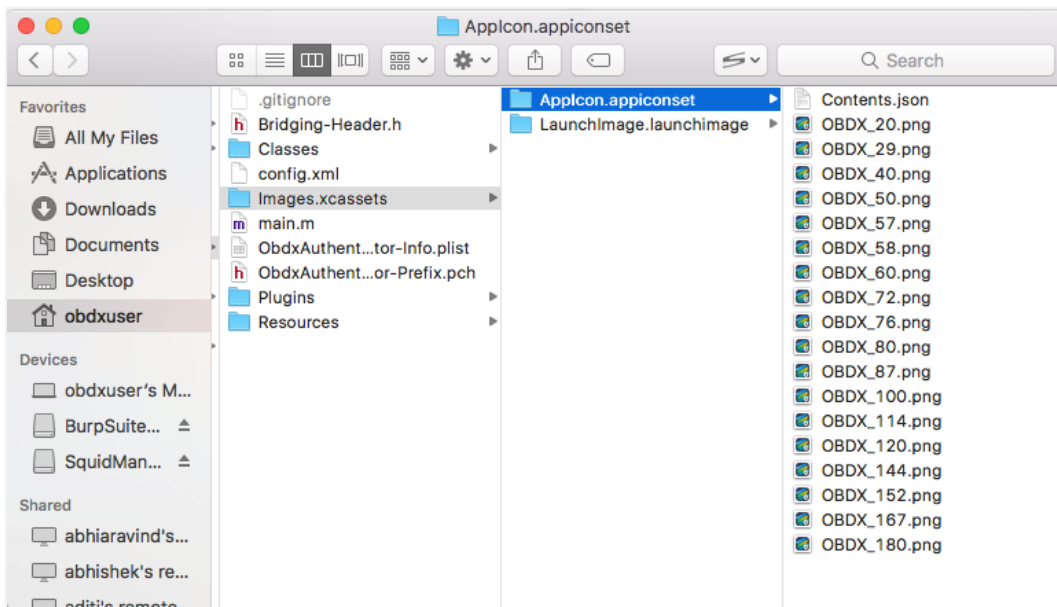 AppIcon.appiconset
Search
Favorites
All My Files
Applications
Downloads
Documents
Desktop
obdxuser
Devices
obdxuser's M...
BurpSuite...
SquidMan...
Shared
abhiaravind's...
abhishek's re...
aditi's remote
.gitignore
Bridging-Header.h
Classes
config.xml
Images.xcassets
main.m
ObdxAuthent...tor-Info.plist
ObdxAuthent...or-Prefix.pch
Plugins
Resources
AppIcon.appiconset
LaunchImage.launchimage
Contents.json
OBDX_20.png
OBDX_29.png
OBDX_40.png
OBDX_50.png
OBDX_57.png
OBDX_58.png
OBDX_60.png
OBDX_72.png
OBDX_76.png
OBDX_80.png
OBDX_87.png
OBDX_100.png
OBDX_114.png
OBDX_120.png
OBDX_144.png
OBDX_152.png
OBDX_167.png
OBDX_180.png